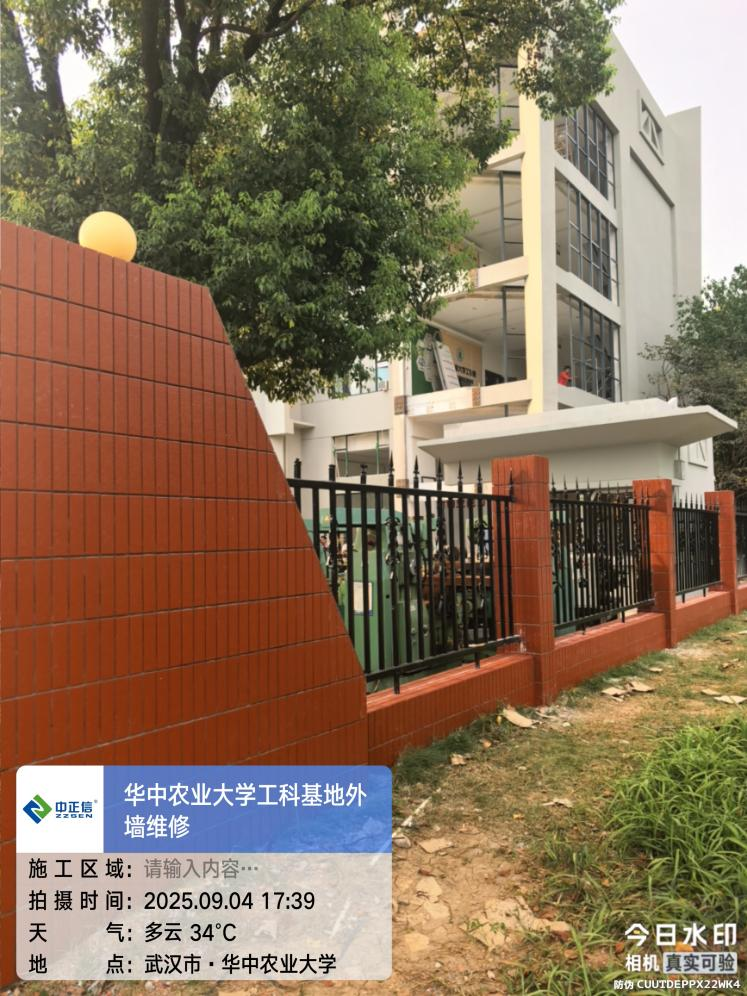 中正信
ZZSEN
华中农业大学工科基地外
墙维修
施工区域：请输入内容…
拍摄时间：2025.09.04 17:39
天气：多云 34°C
地点：武汉市·华中农业大学
今日水印
相机 真实可验
防伪 CUUTDEPPX22WK4